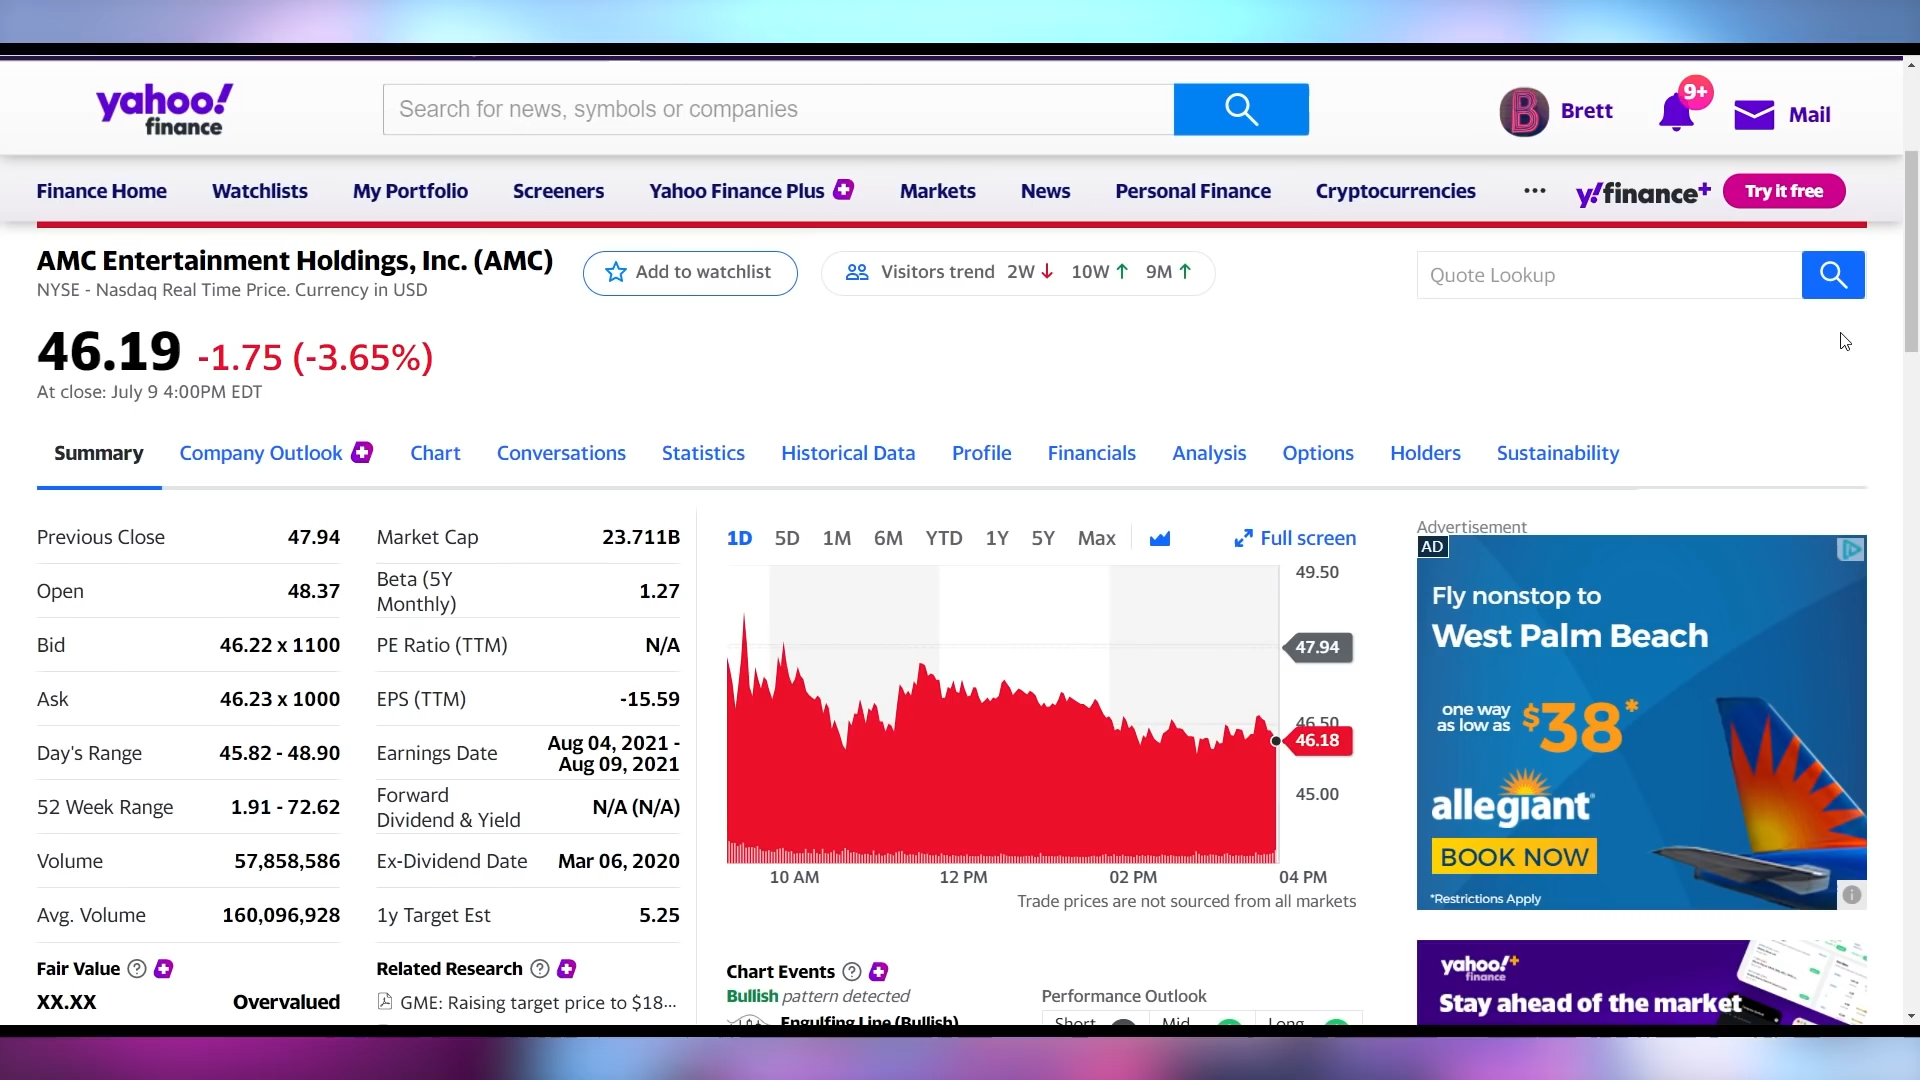 yahoo!
finance
Search for news, symbols or companies
B
Brett
9+
Mail
Finance Home
Watchlists
My Portfolio
Screeners
Yahoo Finance Plus
Markets
News
Personal Finance
Cryptocurrencies
...
y!finance+
Try it free
AMC Entertainment Holdings, Inc. (AMC)
NYSE - Nasdaq Real Time Price. Currency in USD
Add to watchlist
Visitors trend 2W ↓ 10W ↑ 9M ↑
Quote Lookup
46.19 -1.75 (-3.65%)
At close: July 9 4:00PM EDT
Summary
Company Outlook
Chart
Conversations
Statistics
Historical Data
Profile
Financials
Analysis
Options
Holders
Sustainability
Previous Close 47.94
Open 48.37
Bid 46.22 x 1100
Ask 46.23 x 1000
Day's Range 45.82 - 48.90
52 Week Range 1.91 - 72.62
Volume 57,858,586
Avg. Volume 160,096,928
Market Cap 23.711B
Beta (5Y
Monthly) 1.27
PE Ratio (TTM) N/A
EPS (TTM) -15.59
Earnings Date Aug 04, 2021 -
Aug 09, 2021
Forward
Dividend & Yield N/A (N/A)
Ex-Dividend Date Mar 06, 2020
1y Target Est 5.25
Fair Value
XX.XX Overvalued
Related Research
GME: Raising target price to $18...
1D 5D 1M 6M YTD 1Y 5Y Max
Full screen
49.50
47.94
46.50
46.18
45.00
10 AM 12 PM 02 PM 04 PM
Trade prices are not sourced from all markets
Chart Events
Bullish pattern detected
Engulfing Line (Bullish)
Performance Outlook
Short Mid Long
Advertisement
AD
Fly nonstop to
West Palm Beach
one way
as low as $38*
allegiant
BOOK NOW
*Restrictions Apply
yahoo!+
finance
Stay ahead of the market